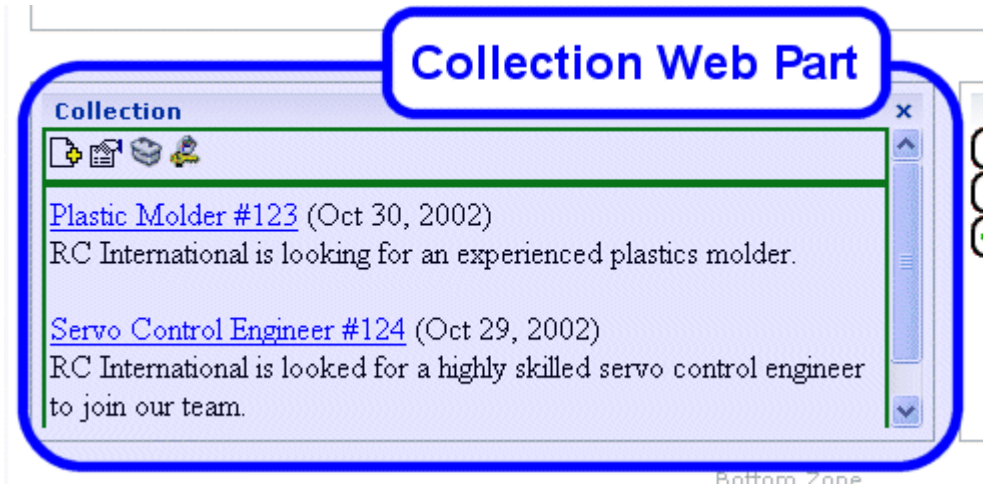 Collection Web Part
Collection
Plastic Molder #123 (Oct 30, 2002)
RC International is looking for an experienced plastics molder.
Servo Control Engineer #124 (Oct 29, 2002)
RC International is looked for a highly skilled servo control engineer
to join our team.
Bottom Zone